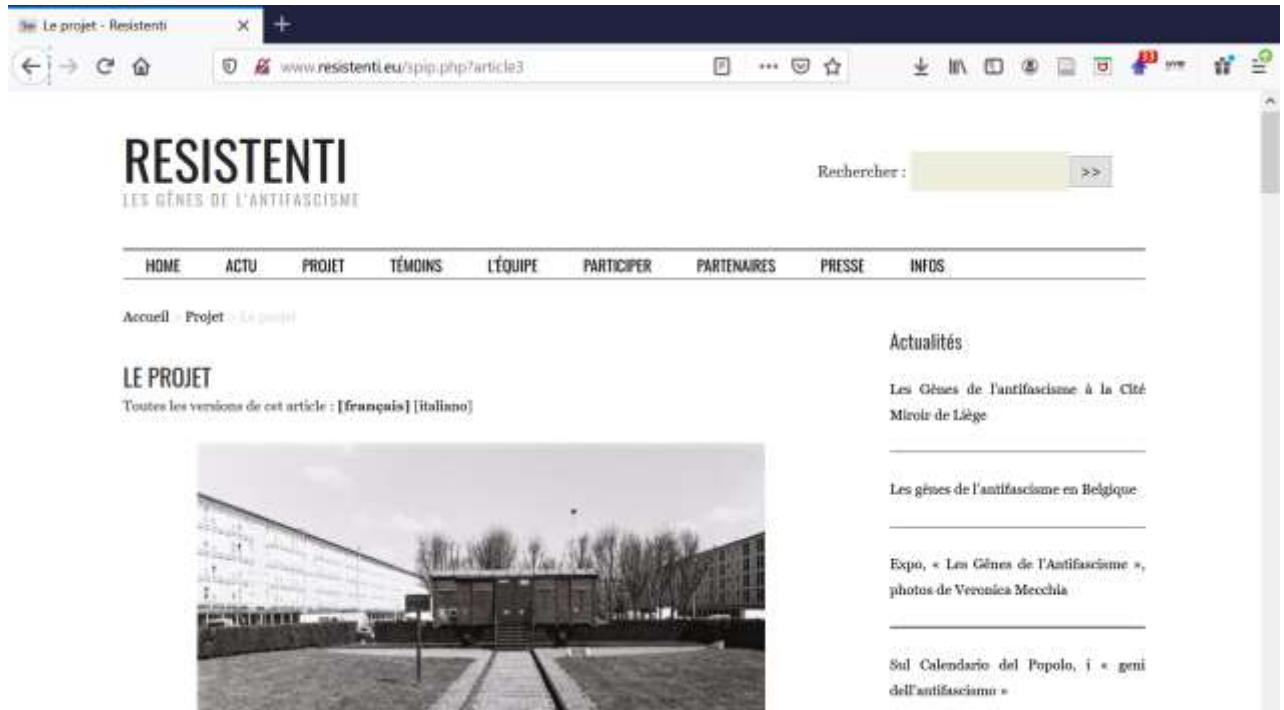 Le projet - Resistenti
www.resistenti.eu/spip.php?article3
RESISTENTI
LES GÈNES DE L'ANTIFASCISME
Rechercher :
>>
HOME ACTU PROJET TÉMOINS L'ÉQUIPE PARTICIPER PARTENAIRES PRESSE INFOS
Accueil > Projet > Le projet
LE PROJET
Toutes les versions de cet article : [français] [italiano]
Actualités
Les Gènes de l'antifascisme à la Cité
Miroir de Liège
Les gènes de l'antifascisme en Belgique
Expo, « Les Gênes de l'Antifascisme »,
photos de Veronica Mecchia
Sul Calendario del Popolo, i « geni
dell'antifascismo »